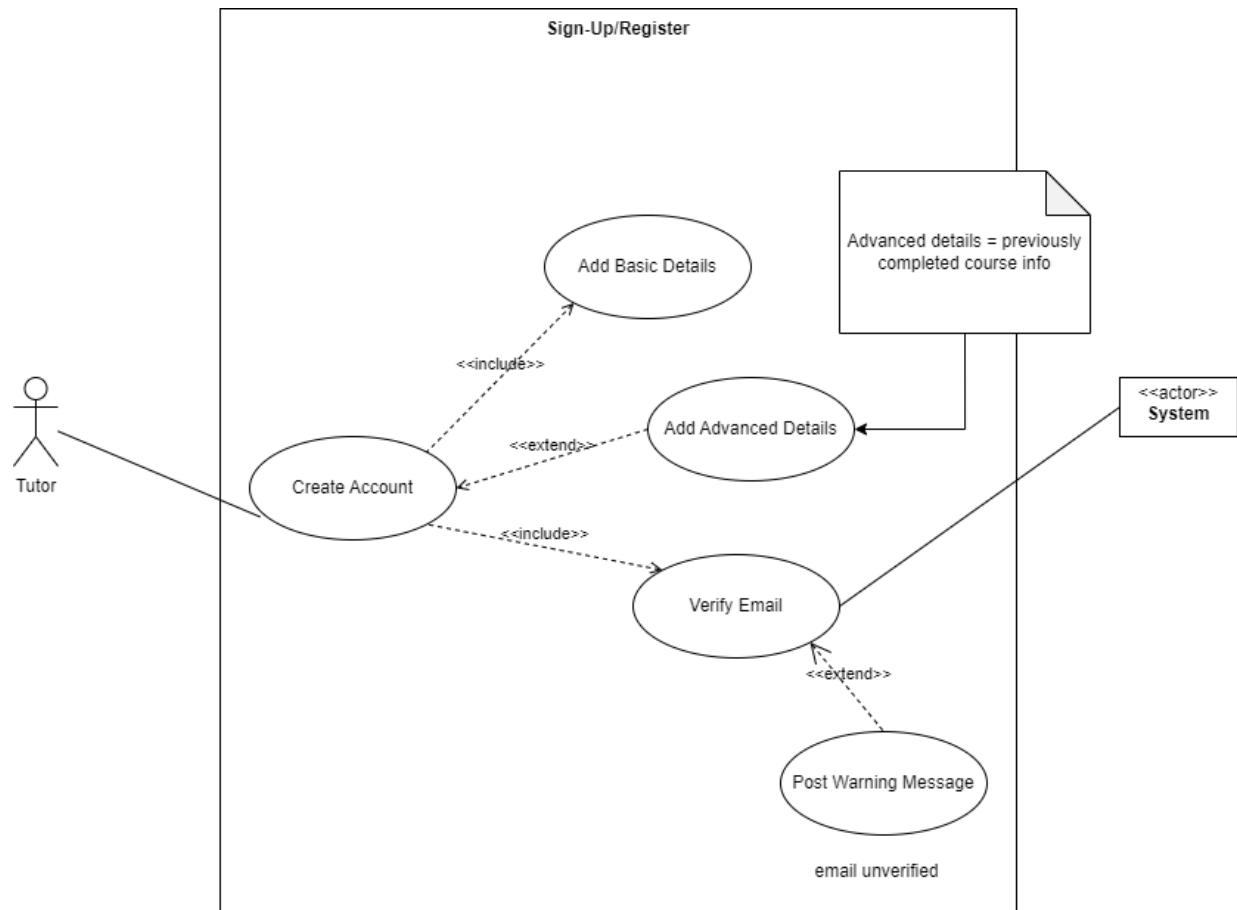 Sign-Up/Register
Advanced details = previously
completed course info
Add Basic Details
<<include>>
<<actor>>
System
Add Advanced Details
<<extend>>
Tutor
Create Account
<<include>>
Verify Email
<<extend>>
Post Warning Message
email unverified